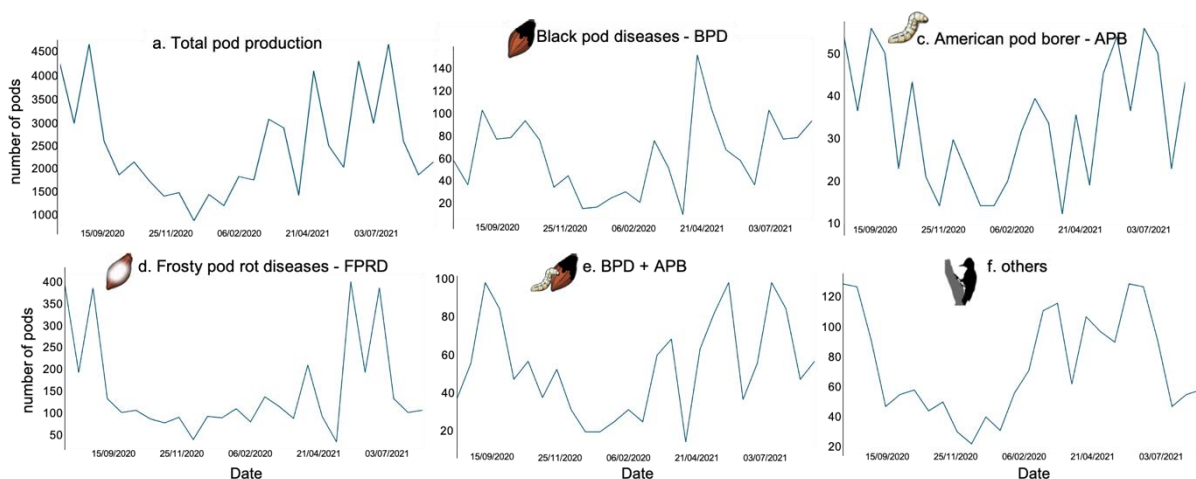 a. Total pod production
number of pods
4500
4000
3500
3000
2500
2000
1500
1000
15/09/2020 25/11/2020 06/02/2020 21/04/2021 03/07/2021
Black pod diseases - BPD
140
120
100
80
60
40
20
15/09/2020 25/11/2020 06/02/2020 21/04/2021 03/07/2021
c. American pod borer - APB
50
40
30
20
10
15/09/2020 25/11/2020 06/02/2020 21/04/2021 03/07/2021
d. Frosty pod rot diseases - FPRD
number of pods
400
350
300
250
200
150
100
50
15/09/2020 25/11/2020 06/02/2020 21/04/2021 03/07/2021
Date
e. BPD + APB
100
80
60
40
20
15/09/2020 25/11/2020 06/02/2020 21/04/2021 03/07/2021
Date
f. others
120
100
80
60
40
20
15/09/2020 25/11/2020 06/02/2020 21/04/2021 03/07/2021
Date